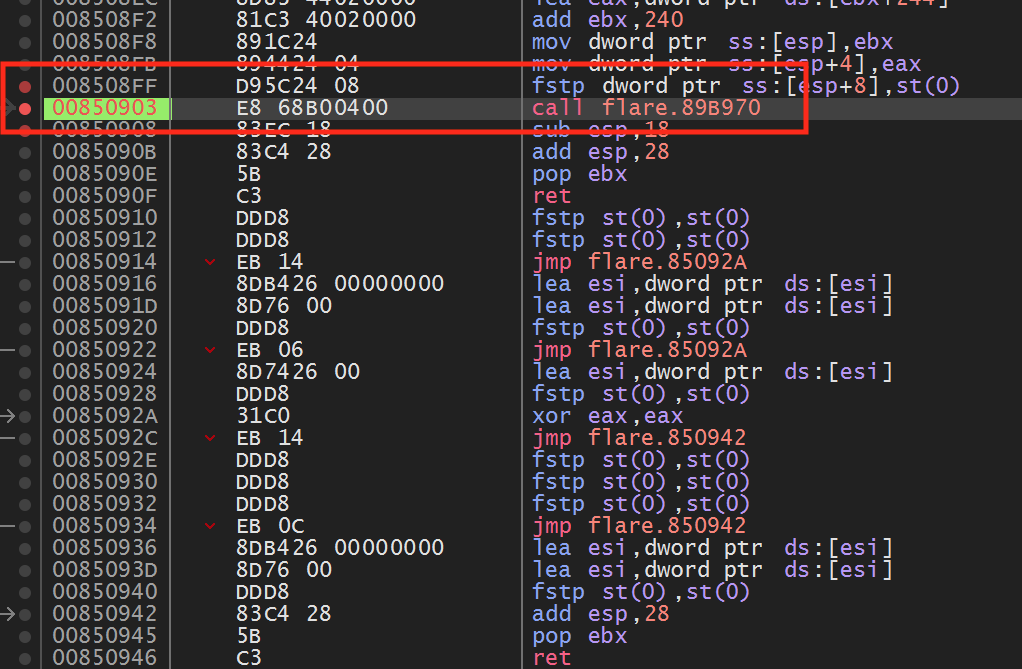 lea eax,dword ptr ds:[ebx+244]
008508F2 81C3 40020000 add ebx,240
008508F8 891C24 mov dword ptr ss:[esp],ebx
008508FB 894424 04 mov dword ptr ss:[esp+4],eax
008508FF D95C24 08 fstp dword ptr ss:[esp+8],st(0)
00850903 E8 68B00400 call flare.89B970
00850908 83EC 18 sub esp,18
0085090B 83C4 28 add esp,28
0085090E 5B pop ebx
0085090F C3 ret
00850910 DDD8 fstp st(0),st(0)
00850912 DDD8 fstp st(0),st(0)
00850914 EB 14 jmp flare.85092A
00850916 8DB426 00000000 lea esi,dword ptr ds:[esi]
0085091D 8D76 00 lea esi,dword ptr ds:[esi]
00850920 DDD8 fstp st(0),st(0)
00850922 EB 06 jmp flare.85092A
00850924 8D7426 00 lea esi,dword ptr ds:[esi]
00850928 DDD8 fstp st(0),st(0)
0085092A 31C0 xor eax,eax
0085092C EB 14 jmp flare.850942
0085092E DDD8 fstp st(0),st(0)
00850930 DDD8 fstp st(0),st(0)
00850932 DDD8 fstp st(0),st(0)
00850934 EB 0C jmp flare.850942
00850936 8DB426 00000000 lea esi,dword ptr ds:[esi]
0085093D 8D76 00 lea esi,dword ptr ds:[esi]
00850940 DDD8 fstp st(0),st(0)
00850942 83C4 28 add esp,28
00850945 5B pop ebx
00850946 C3 ret